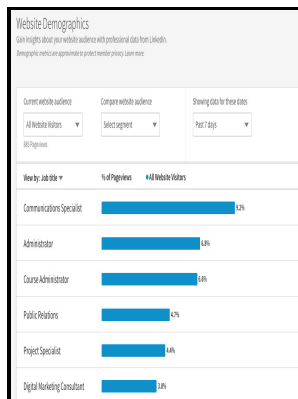 Website Demographics
Gain insights about your website audience with professional data from LinkedIn.
Demographic metrics are approximate to protect member privacy. Learn more.
Current website audience Compare website audience Showing data for these dates
All Website Visitors ▼ Select segment ▼ Past 7 days ▼
Pageviews
View by: Job title ▼ % of Pageviews All Website Visitors
Communications Specialist 9.2%
Administrator 6.8%
Course Administrator 6.6%
Public Relations 4.7%
Project Specialist 4.4%
Digital Marketing Consultant 3.8%